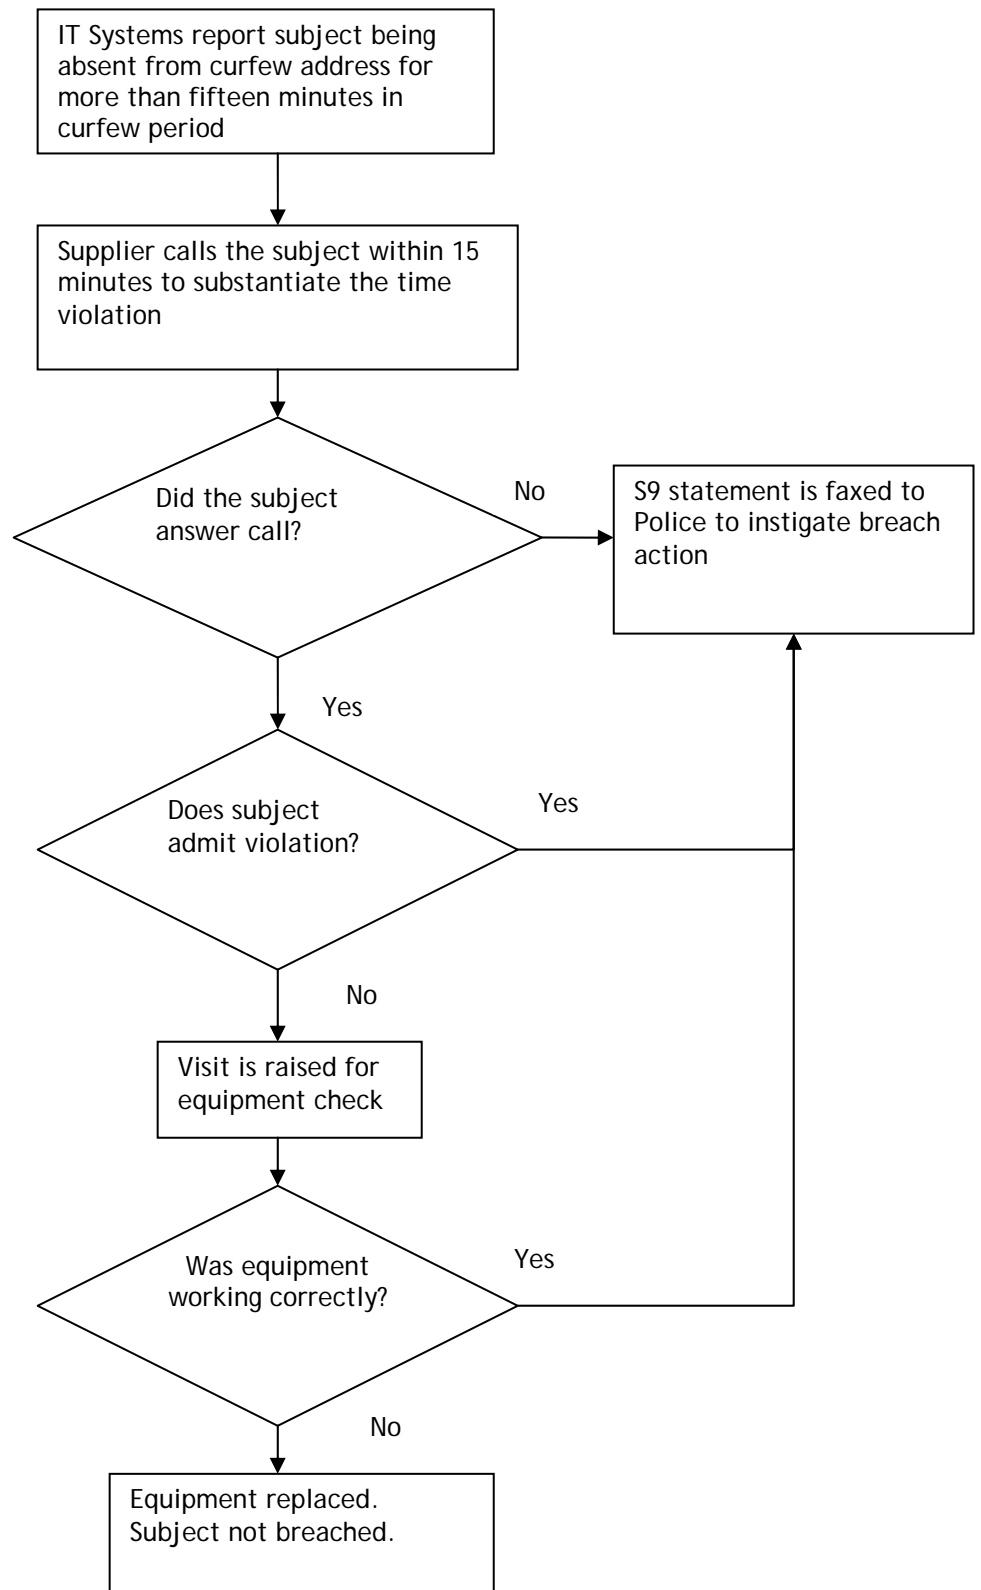 IT Systems report subject being
absent from curfew address for
more than fifteen minutes in
curfew period
Supplier calls the subject within 15
minutes to substantiate the time
violation
Did the subject
answer call?
No
S9 statement is faxed to
Police to instigate breach
action
Yes
Does subject
admit violation?
Yes
No
Visit is raised for
equipment check
Was equipment
working correctly?
Yes
No
Equipment replaced.
Subject not breached.